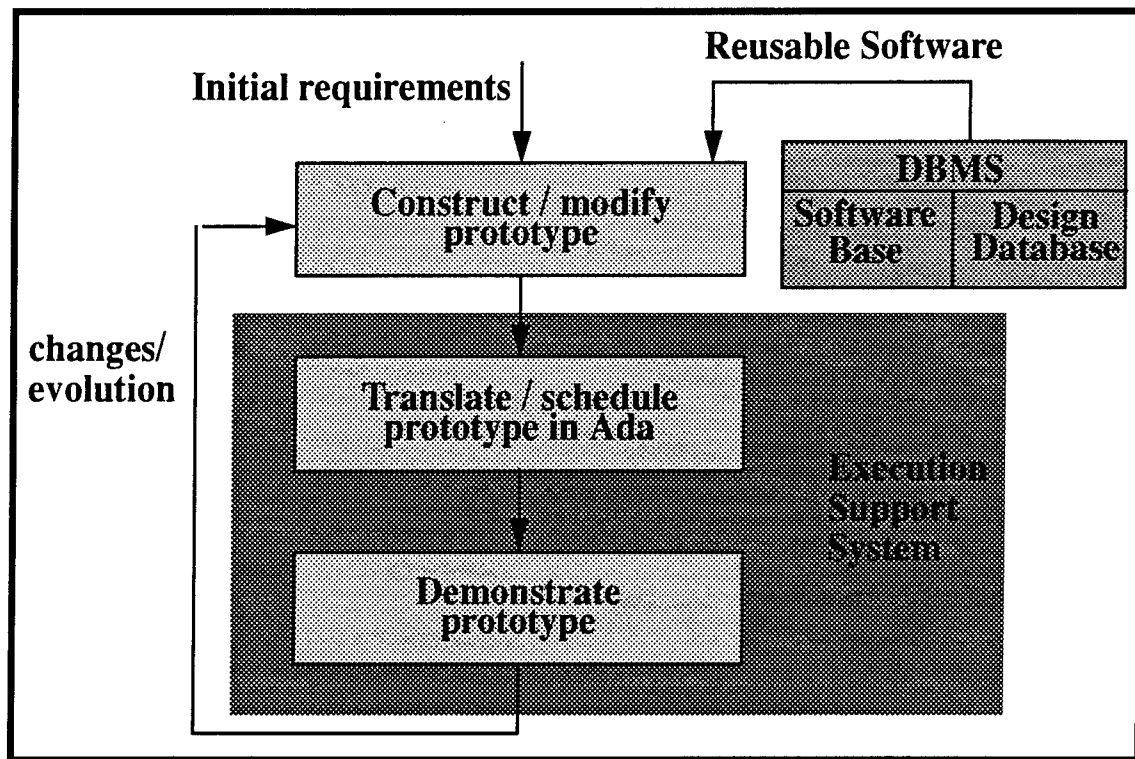 Reusable Software
Initial requirements
DBMS
Software
Base
Design
Database
Construct / modify
prototype
changes/
evolution
Translate / schedule
prototype in Ada
Execution
Support
System
Demonstrate
prototype